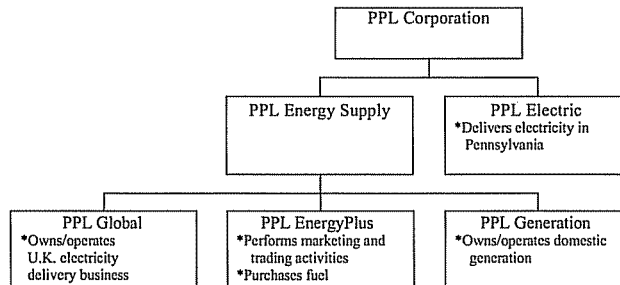 PPL Corporation
PPL Energy Supply
PPL Electric
*Delivers electricity in
Pennsylvania
PPL Global
*Owns/operates
U.K. electricity
delivery business
PPL EnergyPlus
*Performs marketing and
trading activities
*Purchases fuel
PPL Generation
*Owns/operates domestic
generation